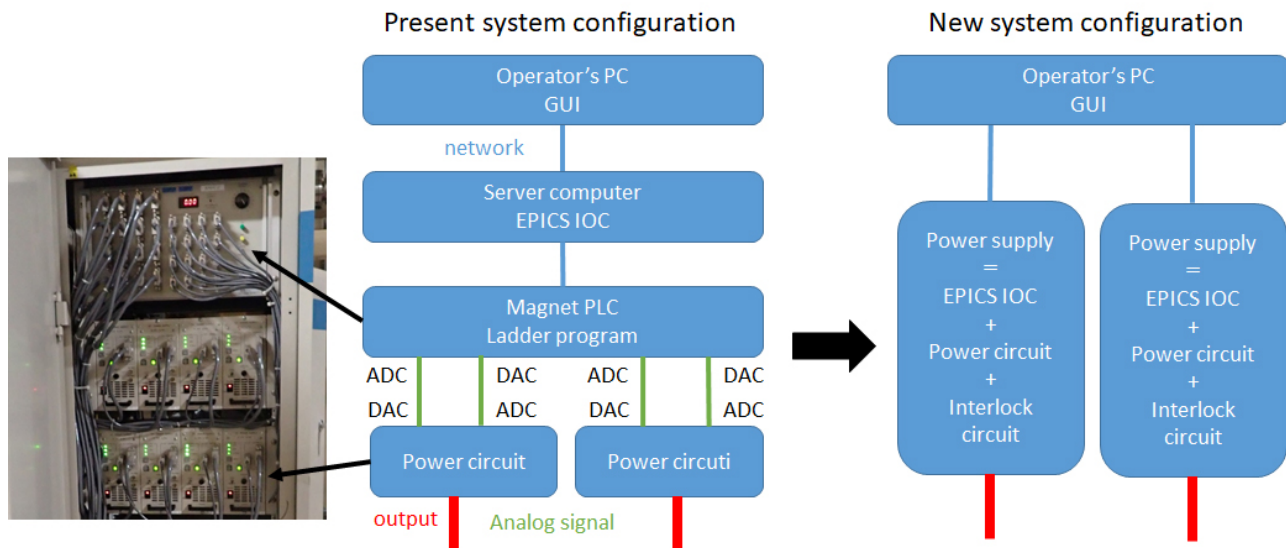 Present system configuration
New system configuration
Operator's PC
GUI
network
Server computer
EPICS IOC
Magnet PLC
Ladder program
ADC
DAC
ADC
DAC
DAC
ADC
DAC
ADC
Power circuit
Power circuti
output
Analog signal
Operator's PC
GUI
Power supply
=
EPICS IOC
+
Power circuit
+
Interlock
circuit
Power supply
=
EPICS IOC
+
Power circuit
+
Interlock
circuit